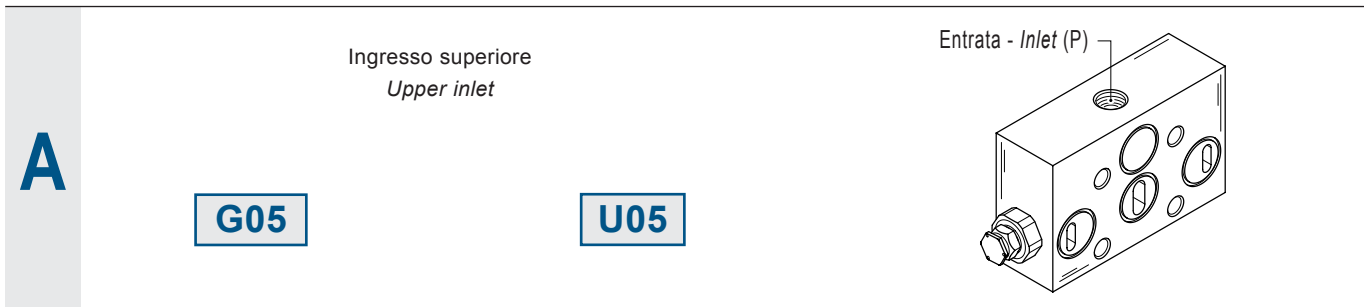 A
Ingresso superiore
Upper inlet
G05
U05
Entrata - Inlet (P)